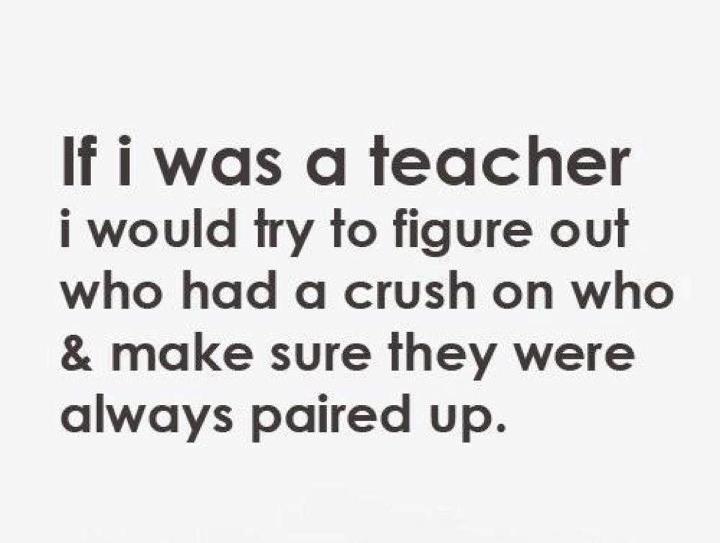 If i was a teacher
i would try to figure out
who had a crush on who
& make sure they were
always paired up.